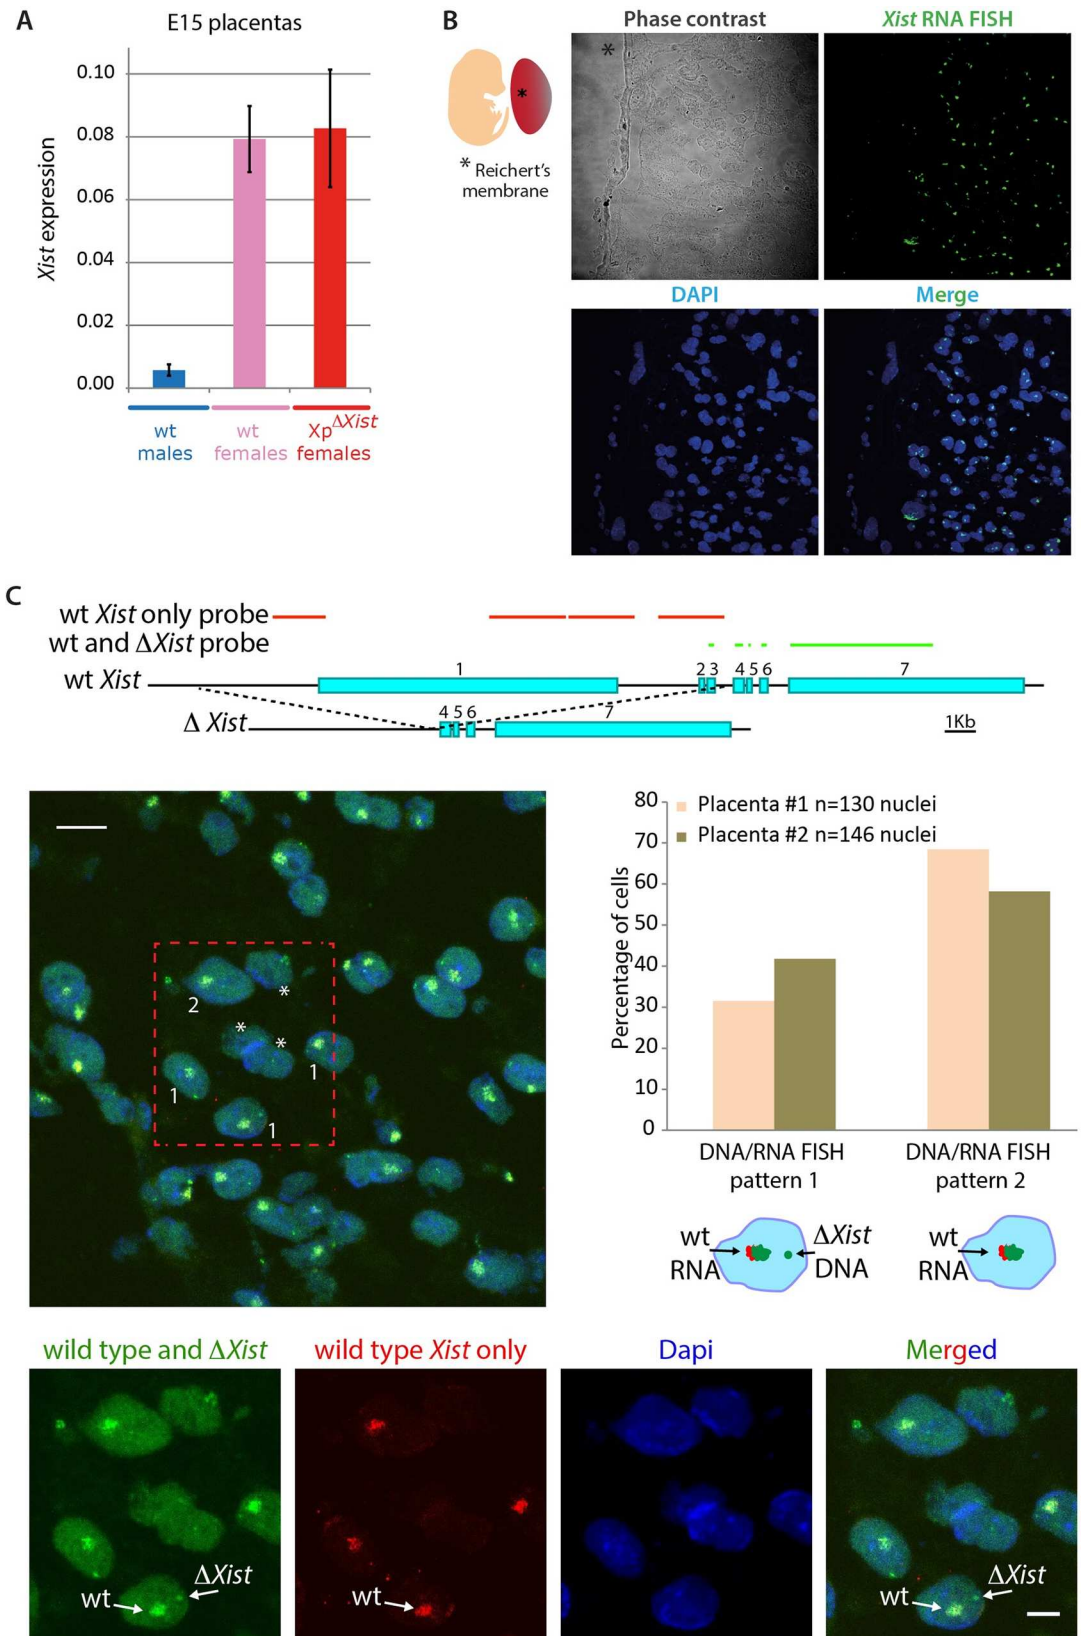 A
E15 placentas
Xist expression
0.10
0.08
0.06
0.04
0.02
0.00
wt
males
wt
females
Xp^ΔXist
females
B
Phase contrast
Xist RNA FISH
*
*
* Reichert's
membrane
DAPI
Merge
C
wt Xist only probe
wt and ΔXist probe
wt Xist
1
2 3
4 5 6
7
Δ Xist
4 5 6
7
1Kb
2
*
*
*
1
1
1
Percentage of cells
80
70
60
50
40
30
20
10
0
Placenta #1 n=130 nuclei
Placenta #2 n=146 nuclei
DNA/RNA FISH
pattern 1
DNA/RNA FISH
pattern 2
wt
RNA
ΔXist
DNA
wt
RNA
wild type and ΔXist
wild type Xist only
Dapi
Merged
ΔXist
wt
wt
ΔXist
wt